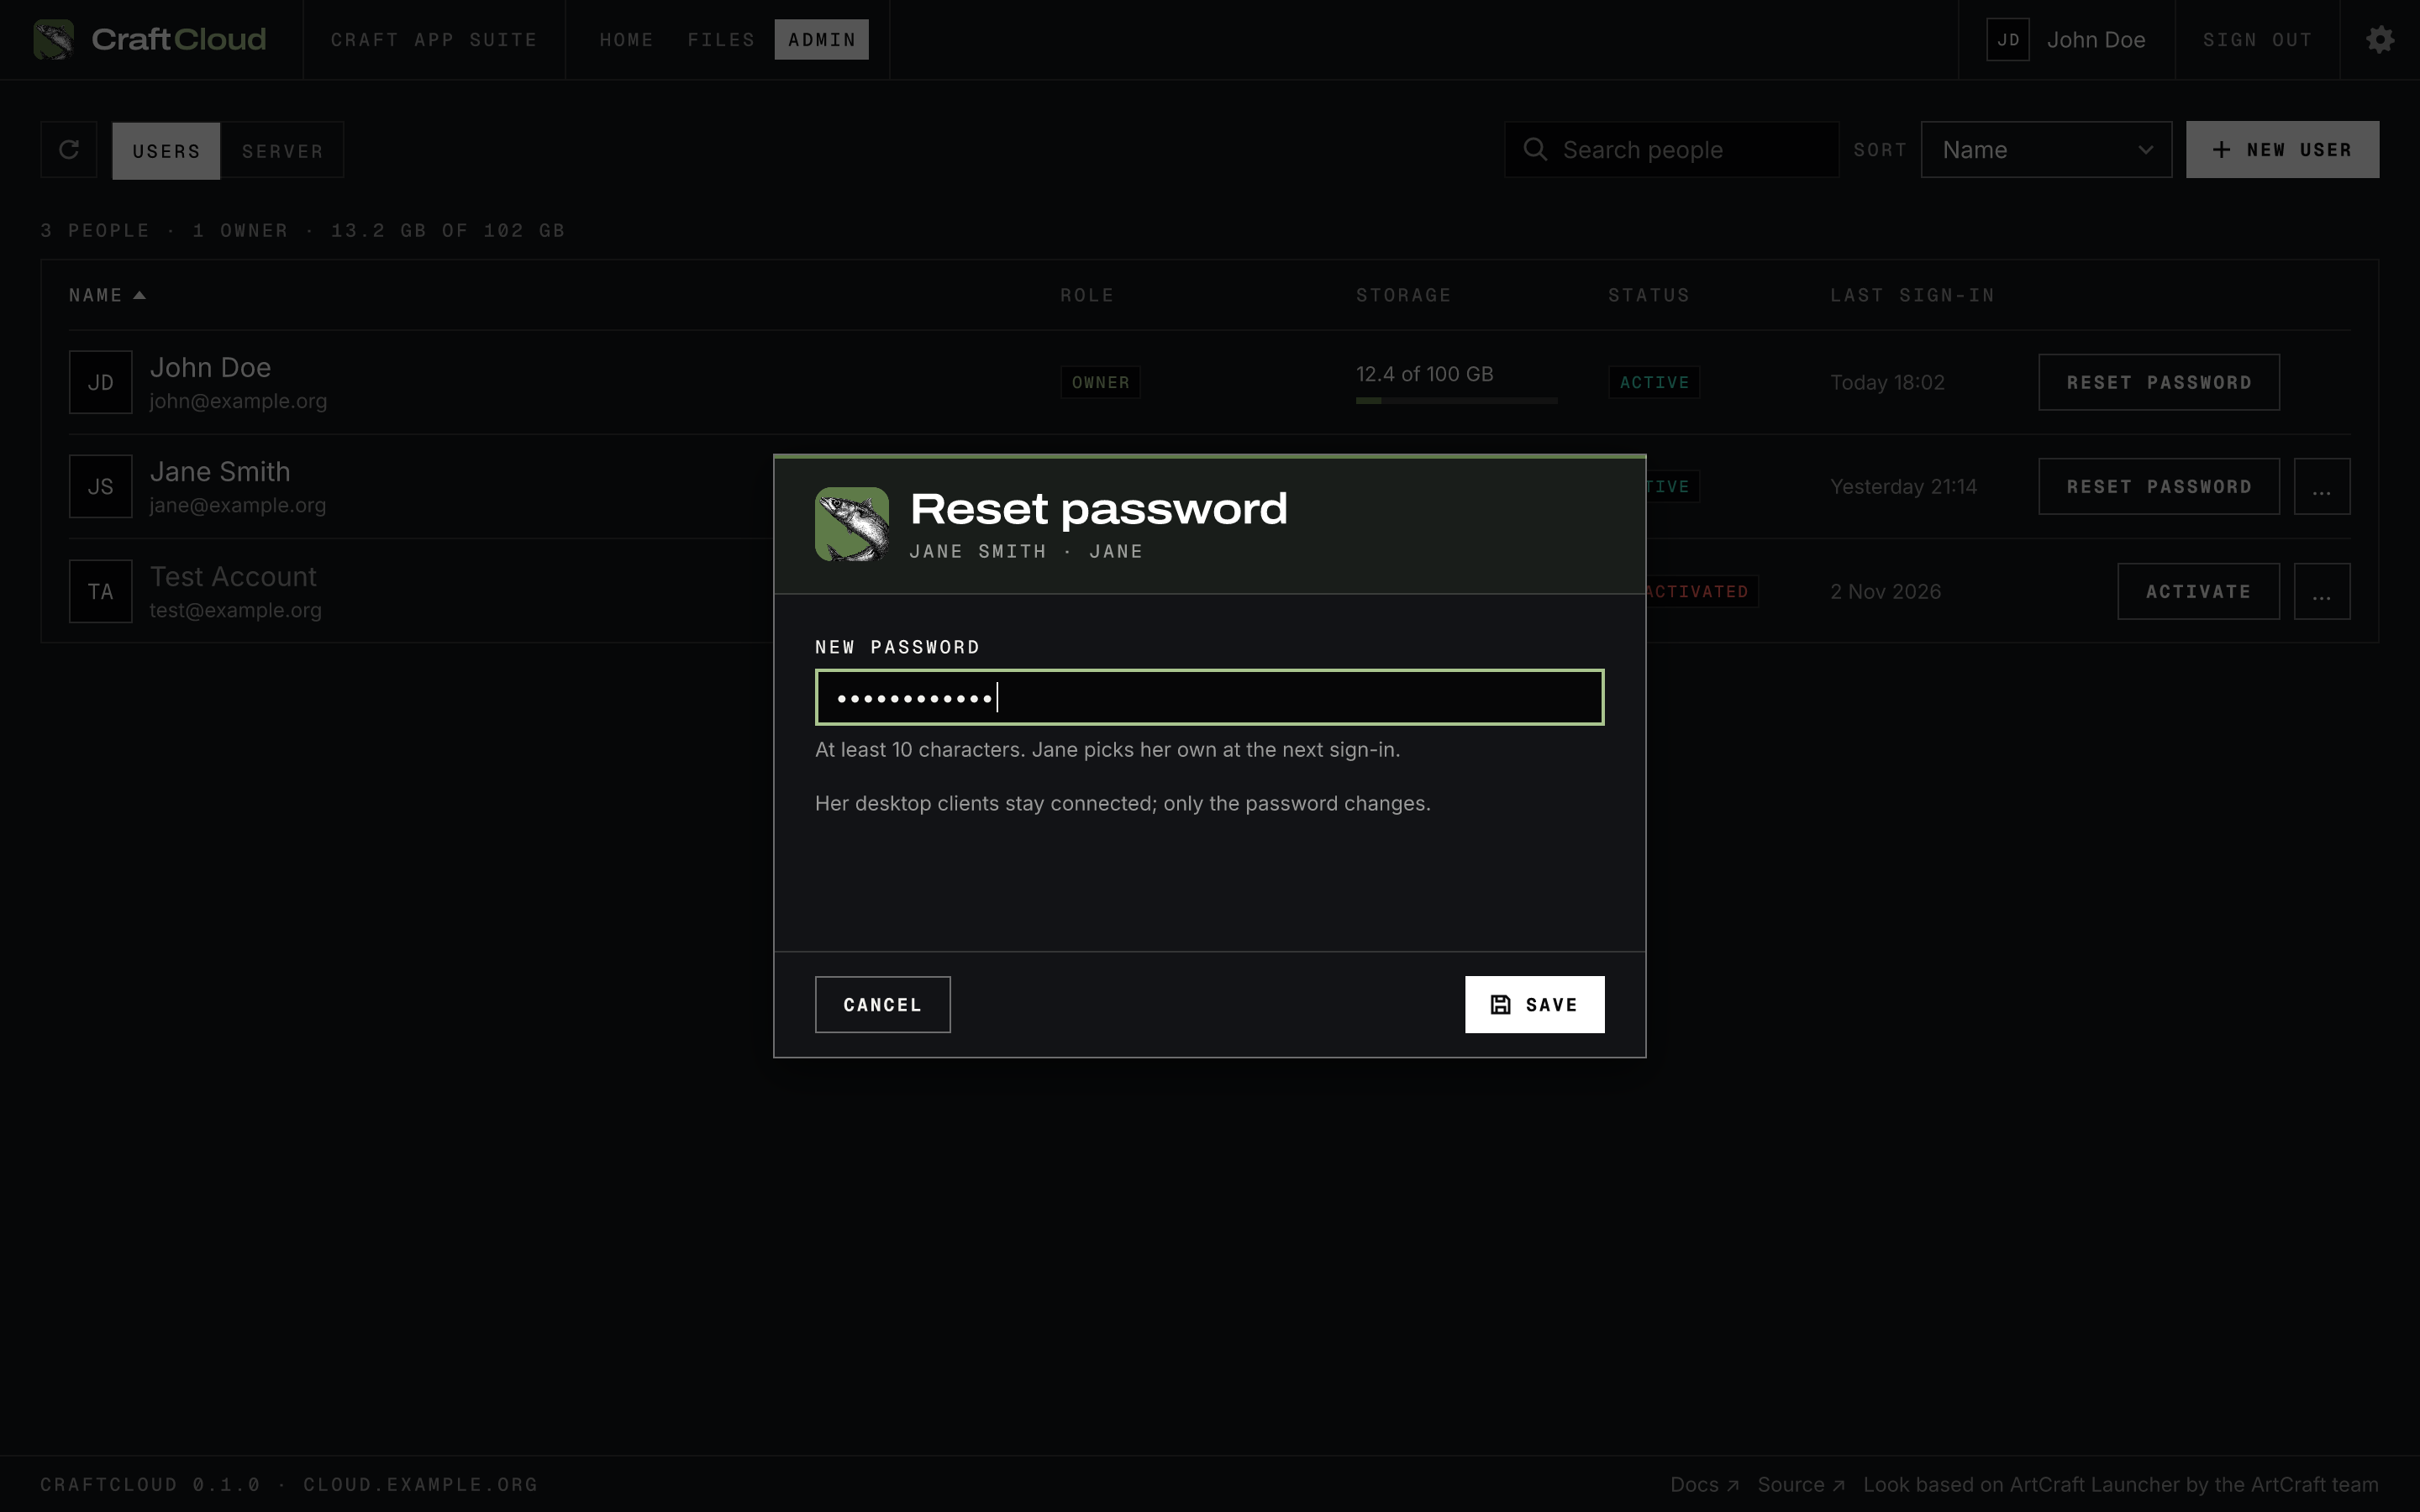 CraftCloud
CRAFT APP SUITE
HOME FILES ADMIN
JD John Doe
SIGN OUT
USERS SERVER
Search people
SORT Name
+ NEW USER
3 PEOPLE · 1 OWNER · 13.2 GB OF 102 GB
NAME ROLE STORAGE STATUS LAST SIGN-IN
JD John Doe
john@example.org
OWNER
12.4 of 100 GB
ACTIVE
Today 18:02
RESET PASSWORD
JS Jane Smith
jane@example.org
TIVE
Yesterday 21:14
RESET PASSWORD
...
TA Test Account
test@example.org
ACTIVATED
2 Nov 2026
ACTIVATE
...
Reset password
JANE SMITH · JANE
NEW PASSWORD
••••••••••••
At least 10 characters. Jane picks her own at the next sign-in.
Her desktop clients stay connected; only the password changes.
CANCEL
SAVE
CRAFTCLOUD 0.1.0 · CLOUD.EXAMPLE.ORG
Docs ↗ Source ↗ Look based on ArtCraft Launcher by the ArtCraft team